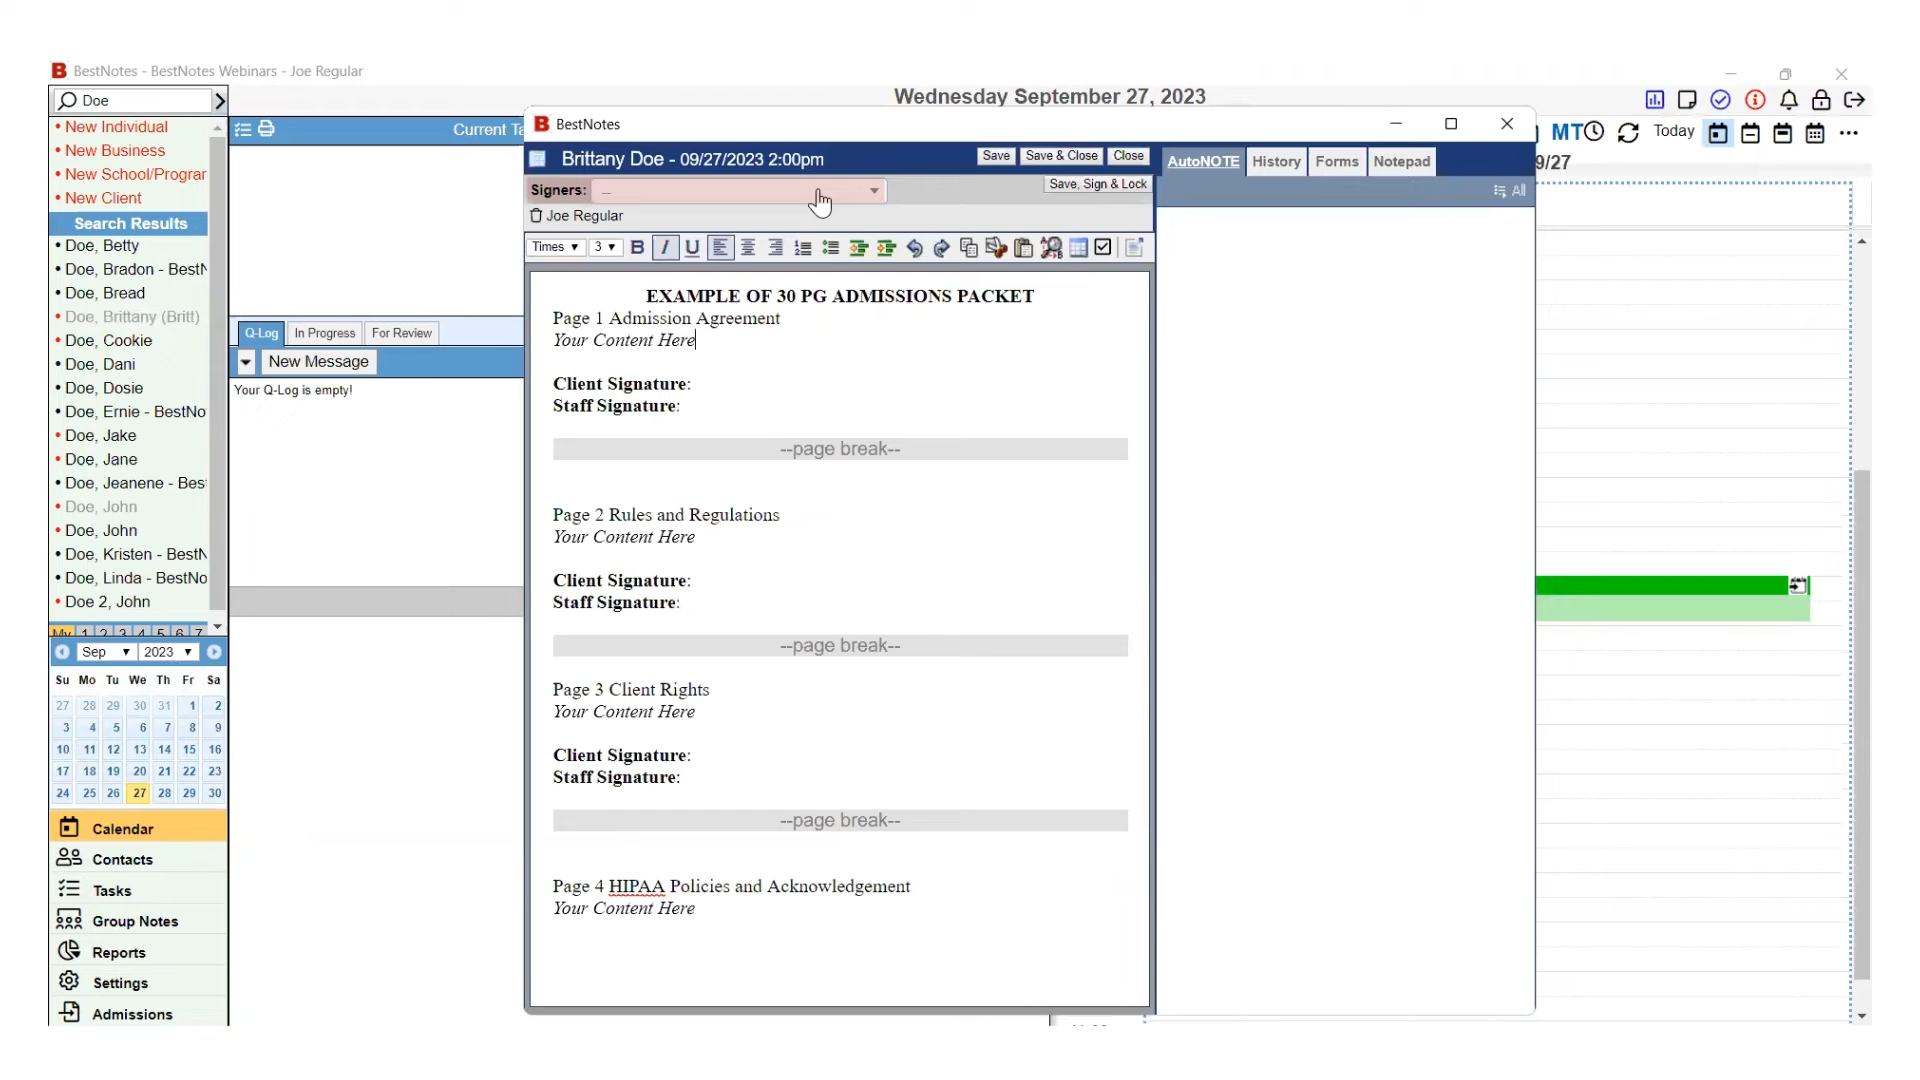 BestNotes - BestNotes Webinars - Joe Regular
Doe
Wednesday September 27, 2023
New Individual
New Business
New School/Prograr
New Client
Search Results
Doe, Betty
Doe, Bradon - BestN
Doe, Bread
Doe, Brittany (Britt)
Doe, Cookie
Doe, Dani
Doe, Dosie
Doe, Ernie - BestNo
Doe, Jake
Doe, Jane
Doe, Jeanene - Bes
Doe, John
Doe, John
Doe, Kristen - BestN
Doe, Linda - BestNo
Doe 2, John
My 1 2 3 4 5 6 7
Sep 2023
Su Mo Tu We Th Fr Sa
27 28 29 30 31 1 2
3 4 5 6 7 8 9
10 11 12 13 14 15 16
17 18 19 20 21 22 23
24 25 26 27 28 29 30
Calendar
Contacts
Tasks
Group Notes
Reports
Settings
Admissions
Current Ta
Q-Log In Progress For Review
New Message
Your Q-Log is empty!
BestNotes
Brittany Doe - 09/27/2023 2:00pm
Save Save & Close Close
Signers: ...
Save, Sign & Lock
Joe Regular
Times 3 B I U
EXAMPLE OF 30 PG ADMISSIONS PACKET
Page 1 Admission Agreement
Your Content Here
Client Signature:
Staff Signature:
--page break--
Page 2 Rules and Regulations
Your Content Here
Client Signature:
Staff Signature:
--page break--
Page 3 Client Rights
Your Content Here
Client Signature:
Staff Signature:
--page break--
Page 4 HIPAA Policies and Acknowledgement
Your Content Here
AutoNOTE History Forms Notepad
All
MT Today
9/27